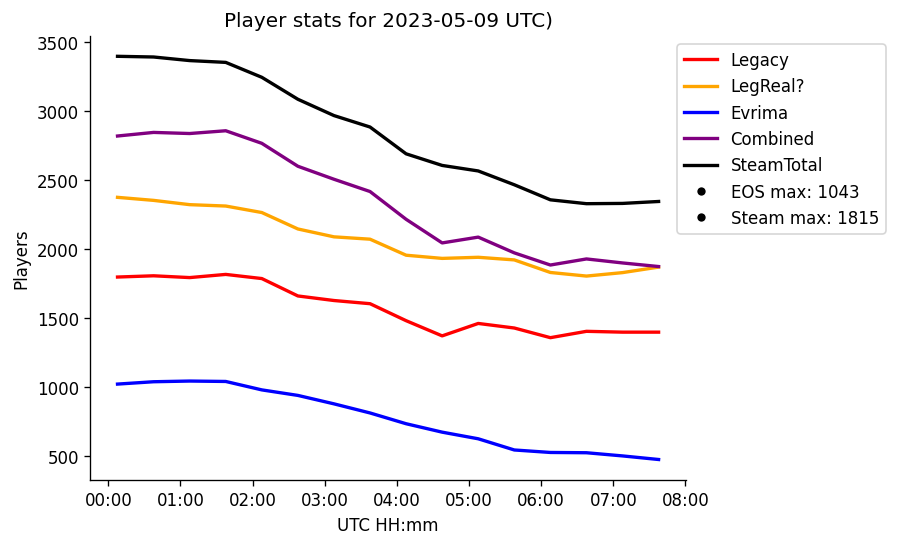 Player stats for 2023-05-09 UTC)
3500
3000
2500
2000
1500
1000
500
Players
00:00 01:00 02:00 03:00 04:00 05:00 06:00 07:00 08:00
UTC HH:mm
Legacy
LegReal?
Evrima
Combined
SteamTotal
EOS max: 1043
Steam max: 1815